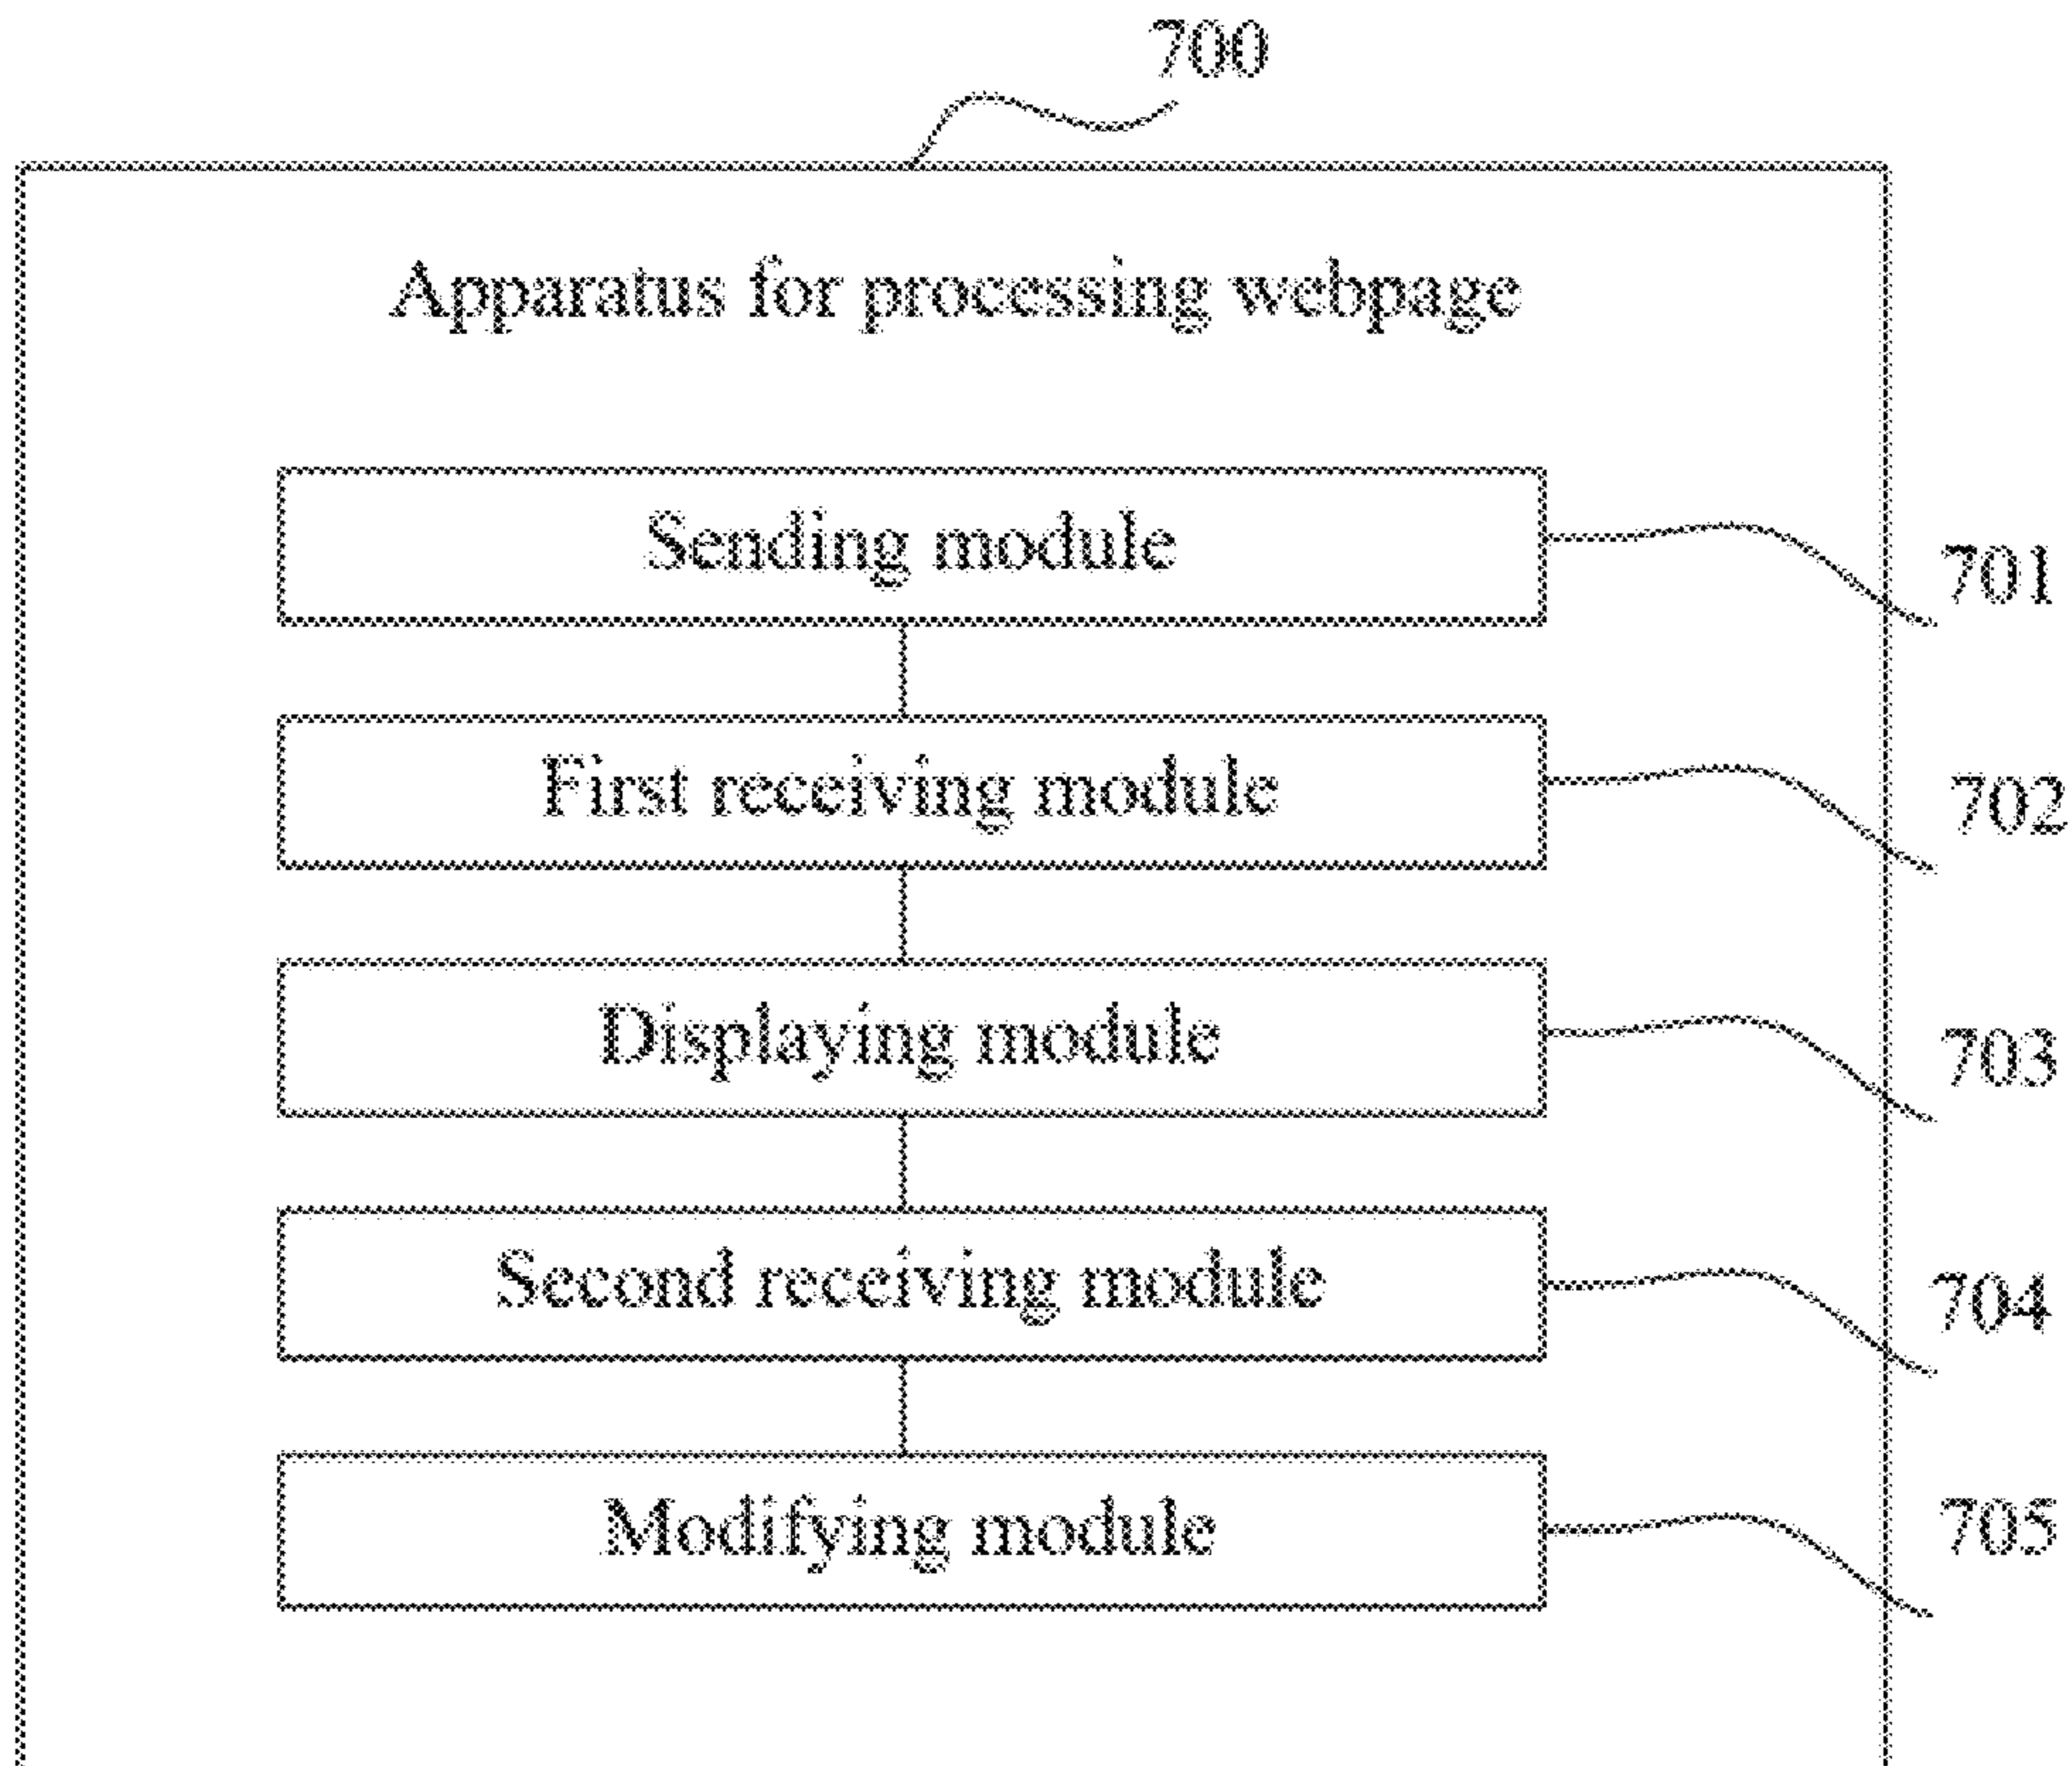 700
Apparatus for processing webpage
Sending module
701
First receiving module
702
Displaying module
703
Second receiving module
704
Modifying module
705